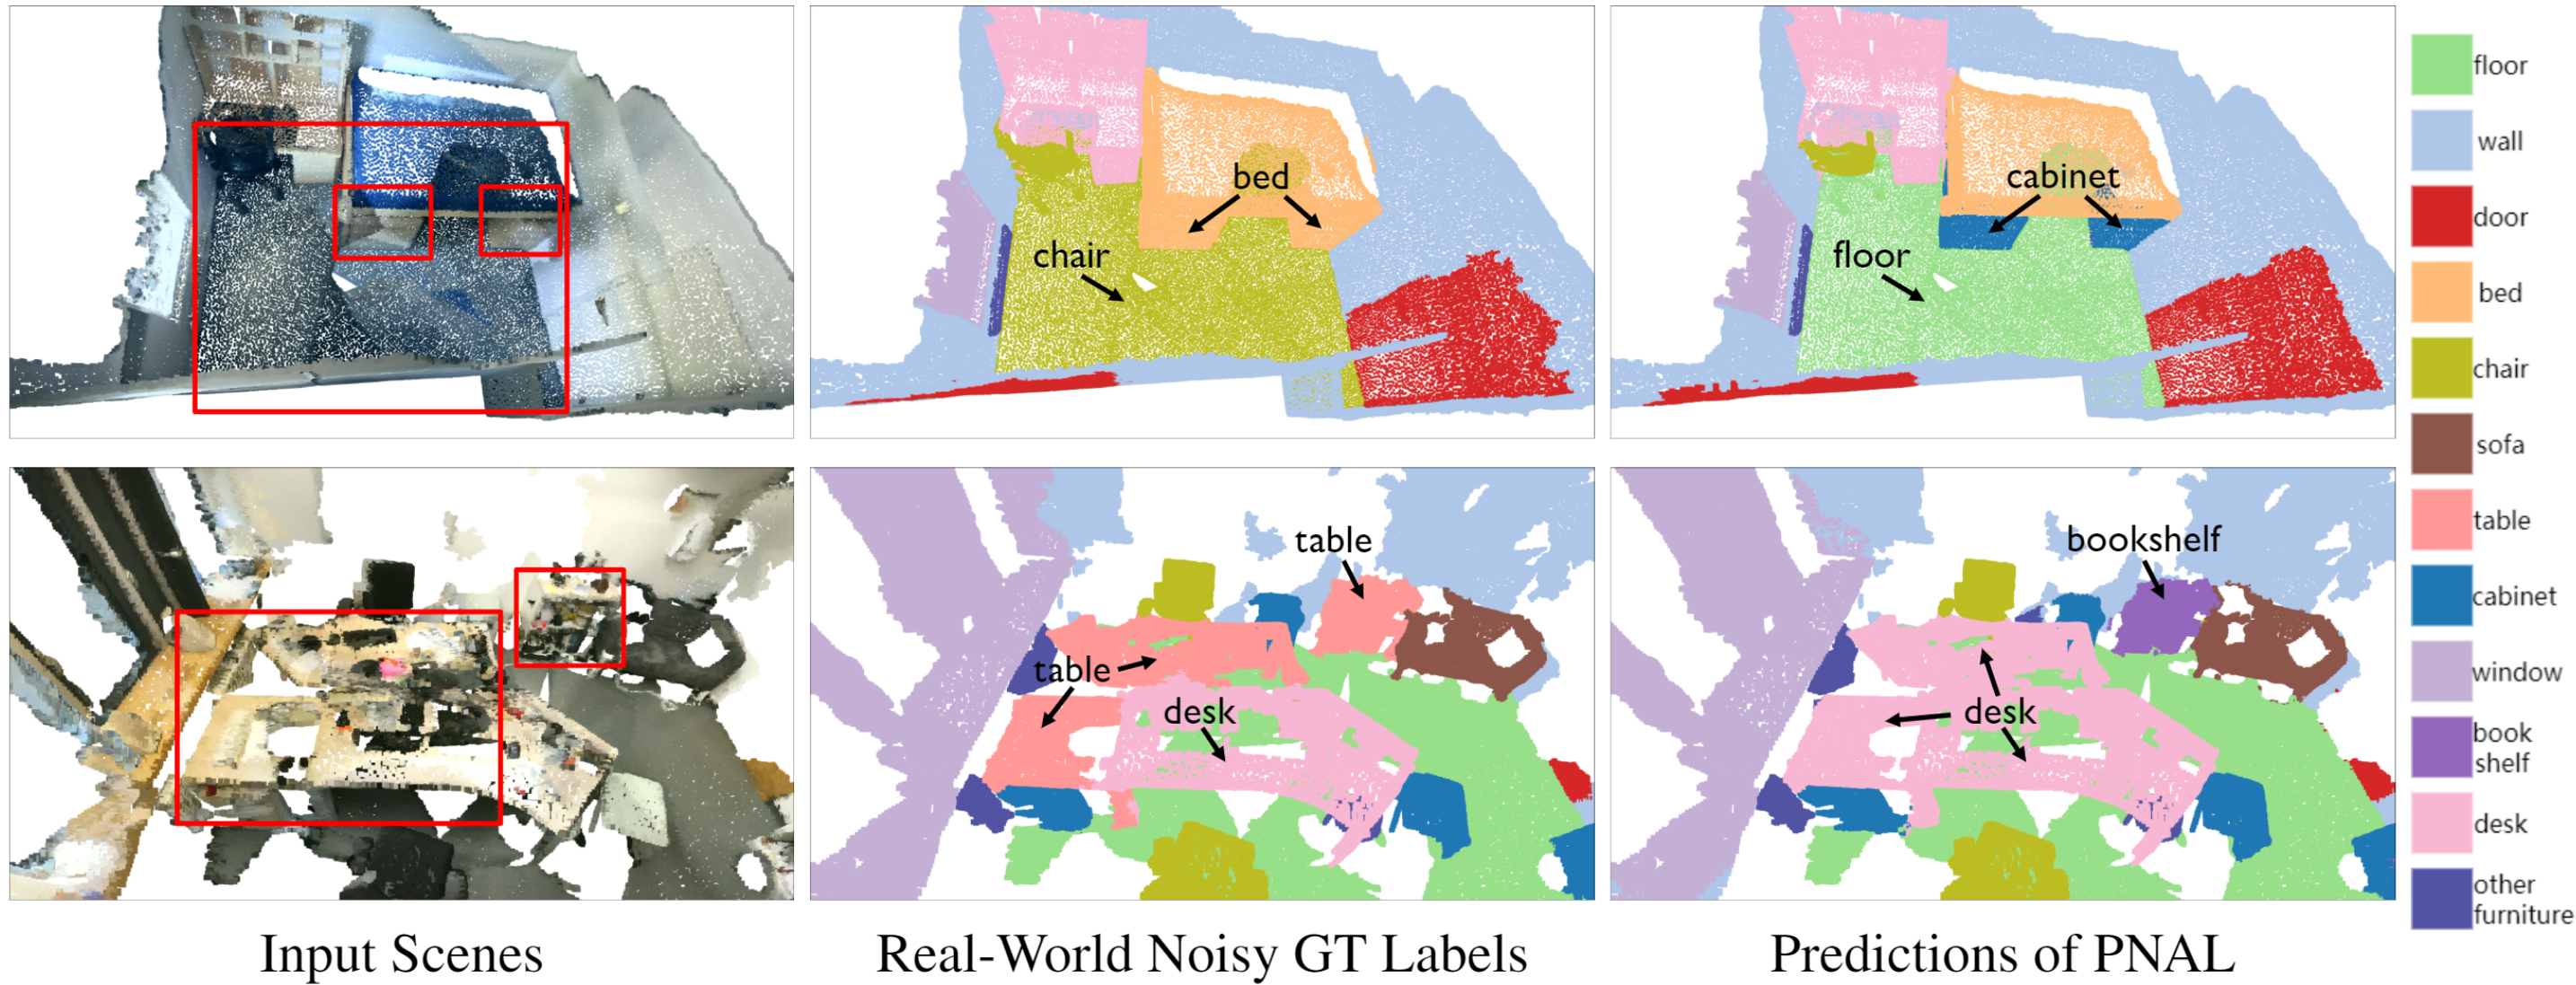 bed
chair
cabinet
floor
table
table
desk
bookshelf
desk
floor
wall
door
bed
chair
sofa
table
cabinet
window
book
shelf
desk
other
furniture
Input Scenes
Real-World Noisy GT Labels
Predictions of PNAL